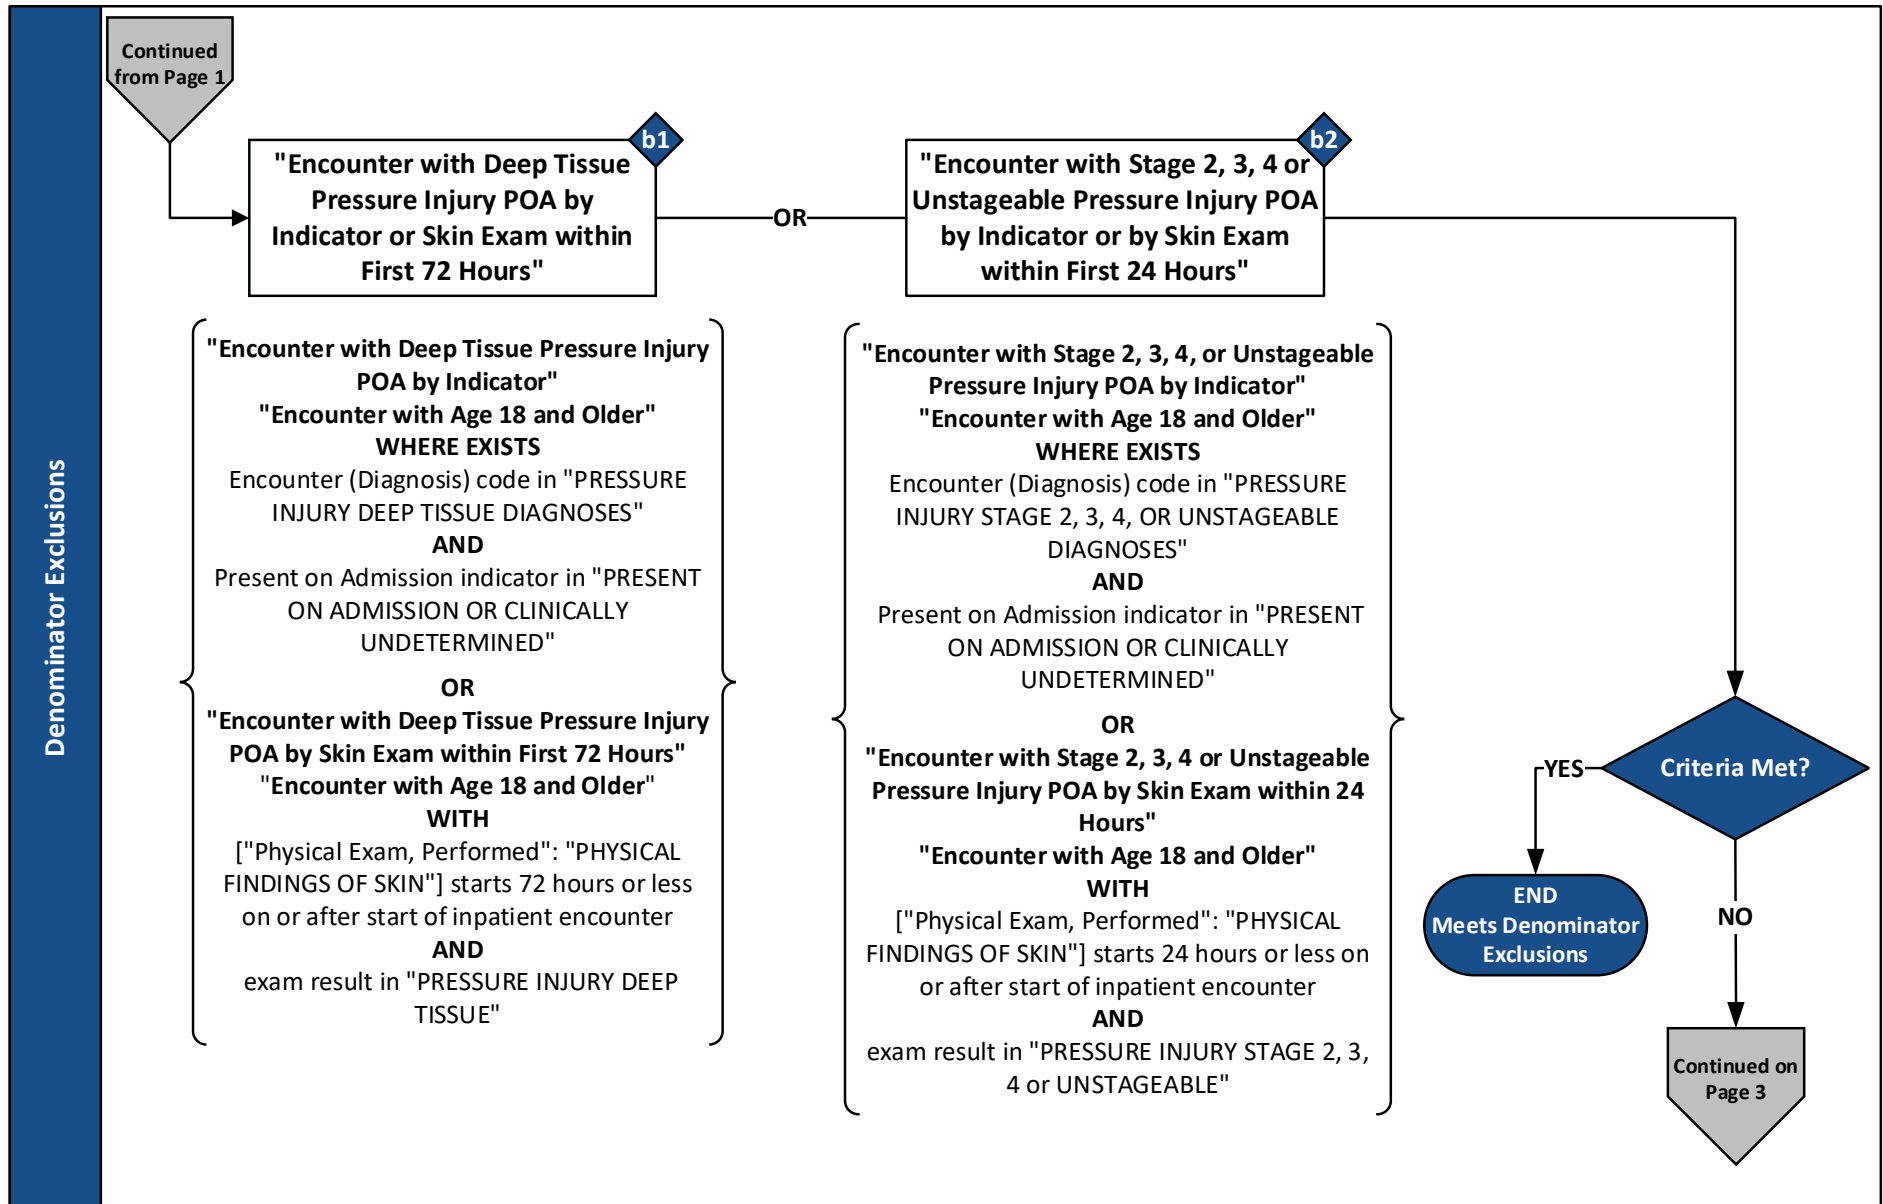 Denominator Exclusions
Continued
from Page 1
b1
"Encounter with Deep Tissue
Pressure Injury POA by
Indicator or Skin Exam within
First 72 Hours"
OR
b2
"Encounter with Stage 2, 3, 4 or
Unstageable Pressure Injury POA
by Indicator or by Skin Exam
within First 24 Hours"
"Encounter with Deep Tissue Pressure Injury
POA by Indicator"
"Encounter with Age 18 and Older"
WHERE EXISTS
Encounter (Diagnosis) code in "PRESSURE
INJURY DEEP TISSUE DIAGNOSES"
AND
Present on Admission indicator in "PRESENT
ON ADMISSION OR CLINICALLY
UNDETERMINED"
OR
"Encounter with Deep Tissue Pressure Injury
POA by Skin Exam within First 72 Hours"
"Encounter with Age 18 and Older"
WITH
["Physical Exam, Performed": "PHYSICAL
FINDINGS OF SKIN"] starts 72 hours or less
on or after start of inpatient encounter
AND
exam result in "PRESSURE INJURY DEEP
TISSUE"
"Encounter with Stage 2, 3, 4, or Unstageable
Pressure Injury POA by Indicator"
"Encounter with Age 18 and Older"
WHERE EXISTS
Encounter (Diagnosis) code in "PRESSURE
INJURY STAGE 2, 3, 4, OR UNSTAGEABLE
DIAGNOSES"
AND
Present on Admission indicator in "PRESENT
ON ADMISSION OR CLINICALLY
UNDETERMINED"
OR
"Encounter with Stage 2, 3, 4 or Unstageable
Pressure Injury POA by Skin Exam within 24
Hours"
"Encounter with Age 18 and Older"
WITH
["Physical Exam, Performed": "PHYSICAL
FINDINGS OF SKIN"] starts 24 hours or less on
or after start of inpatient encounter
AND
exam result in "PRESSURE INJURY STAGE 2, 3,
4 or UNSTAGEABLE"
Criteria Met?
YES
END
Meets Denominator
Exclusions
NO
Continued on
Page 3